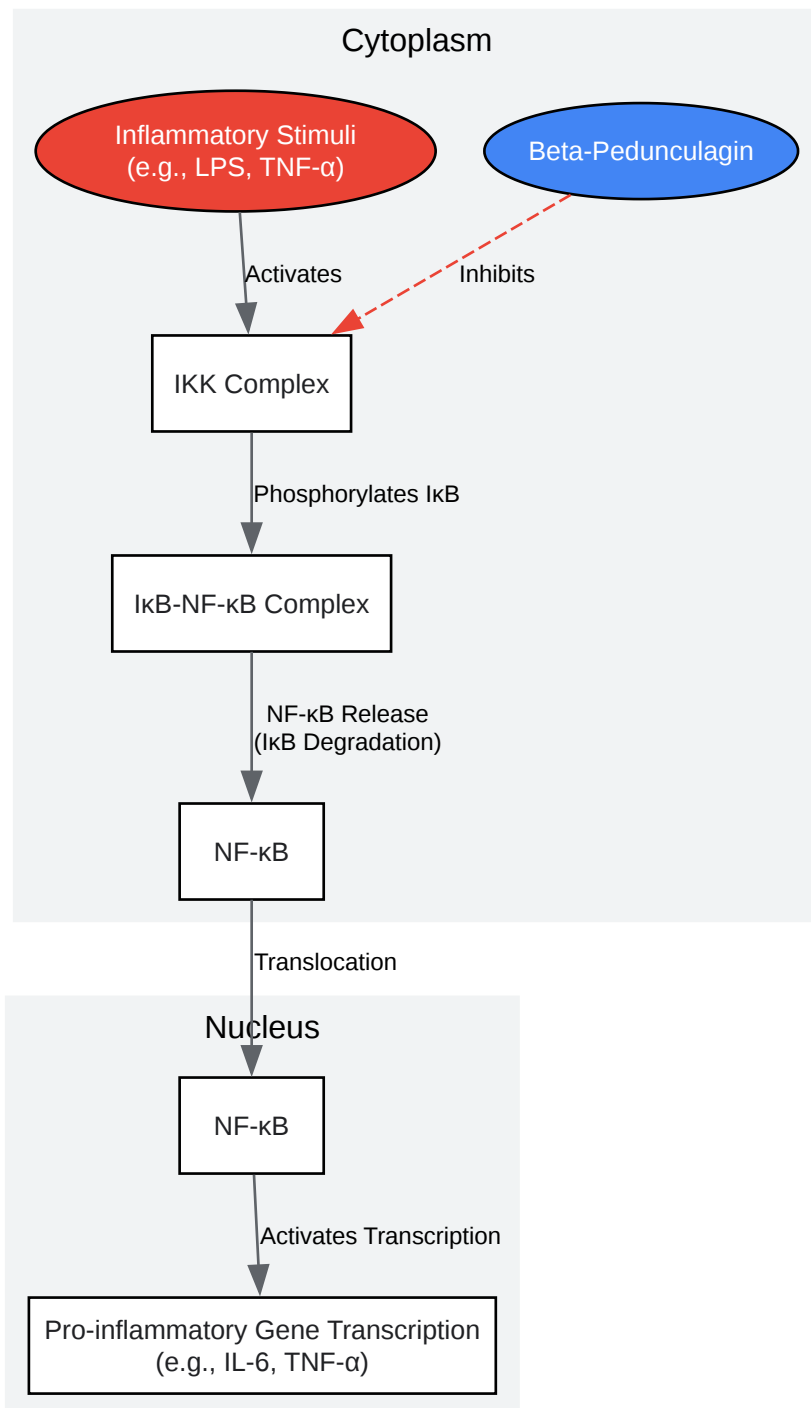 Cytoplasm
Inflammatory Stimuli
(e.g., LPS, TNF-α)
Beta-Pedunculagin
Activates
Inhibits
IKK Complex
Phosphorylates IκB
IκB-NF-κB Complex
NF-κB Release
(IκB Degradation)
NF-κB
Translocation
Nucleus
NF-κB
Activates Transcription
Pro-inflammatory Gene Transcription
(e.g., IL-6, TNF-α)